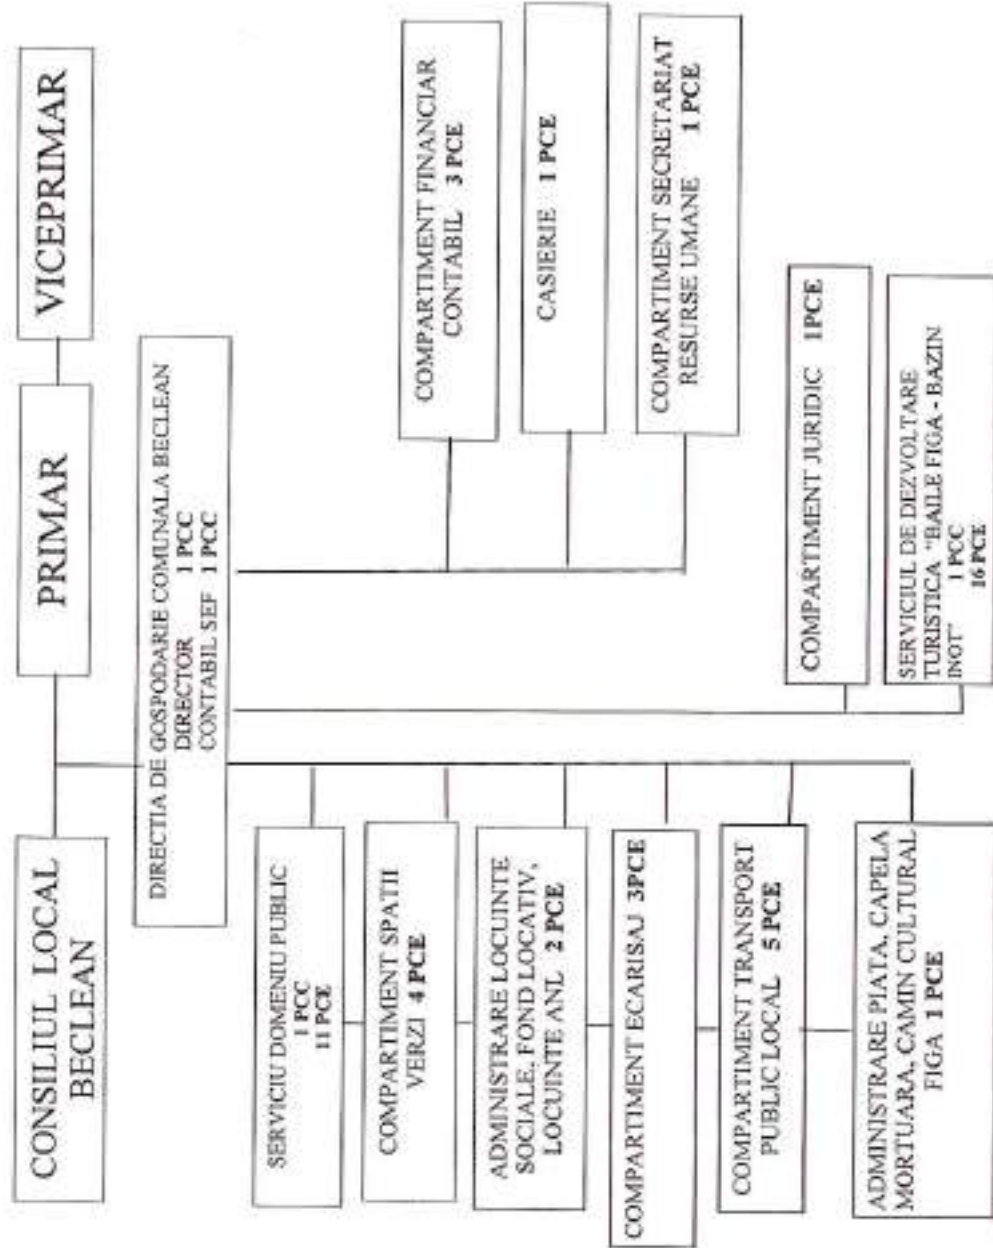 CONSILIUL LOCAL
BECLEAN
PRIMAR
VICEPRIMAR
DIRECTIA DE GOSPODARIE COMUNALA BECLEAN
DIRECTOR 1 PCC
CONTABIL SEF 1 PCC
SERVICIU DOMENIU PUBLIC
1 PCC
11 PCE
COMPARTIMENT SPATII
VERZI 4 PCE
ADMINISTRARE LOCUINTE
SOCIALE, FOND LOCATIV,
LOCUINTE ANL 2 PCE
COMPARTIMENT ECARISAJ 3PCE
COMPARTIMENT TRANSPORT
PUBLIC LOCAL 5 PCE
ADMINISTRARE PIATA, CAPELA
MORTUARA, CAMIN CULTURAL
FIGA 1 PCE
COMPARTIMENT FINANCIAR
CONTABIL 3 PCE
CASIERIE 1 PCE
COMPARTIMENT SECRETARIAT
RESURSE UMANE 1 PCE
COMPARTIMENT JURIDIC 1PCE
SERVICIUL DE DEZVOLTARE
TURISTICA "BAILE FIGA - BAZIN
INOT" 1 PCC
16 PCE